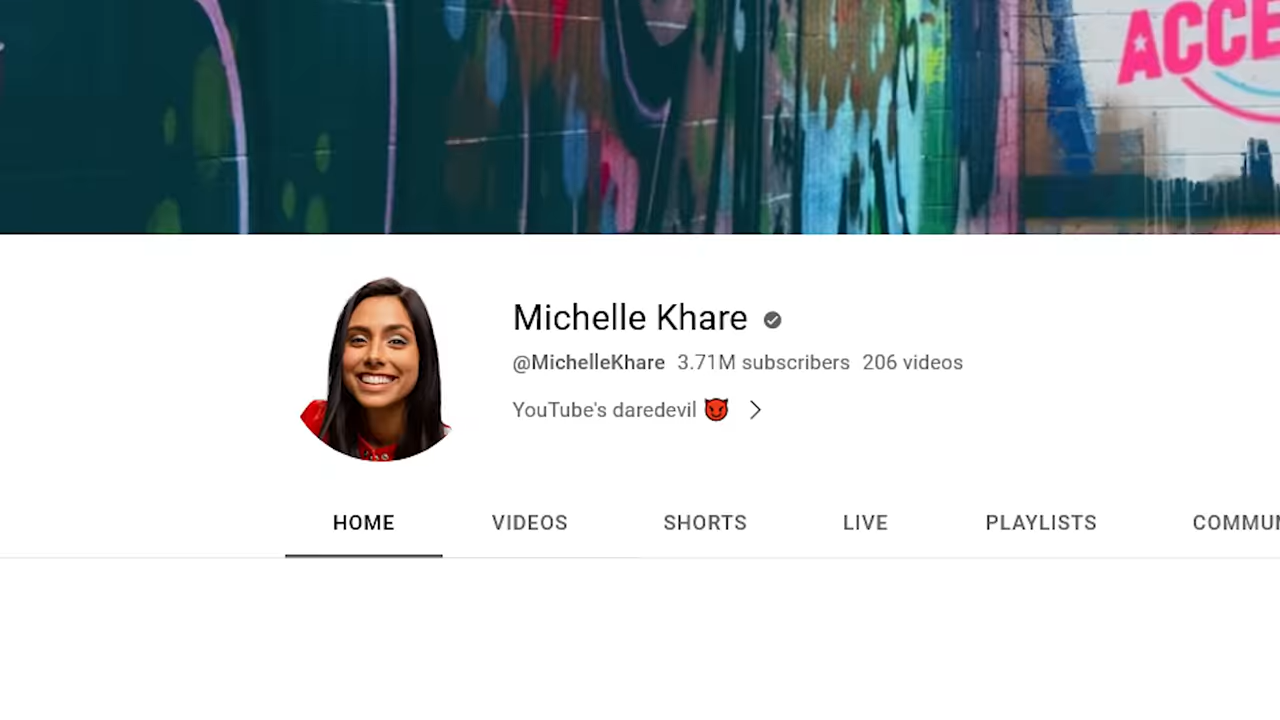 ACCE
Michelle Khare
@MichelleKhare 3.71M subscribers 206 videos
YouTube's daredevil 😈
HOME VIDEOS SHORTS LIVE PLAYLISTS COMMUN